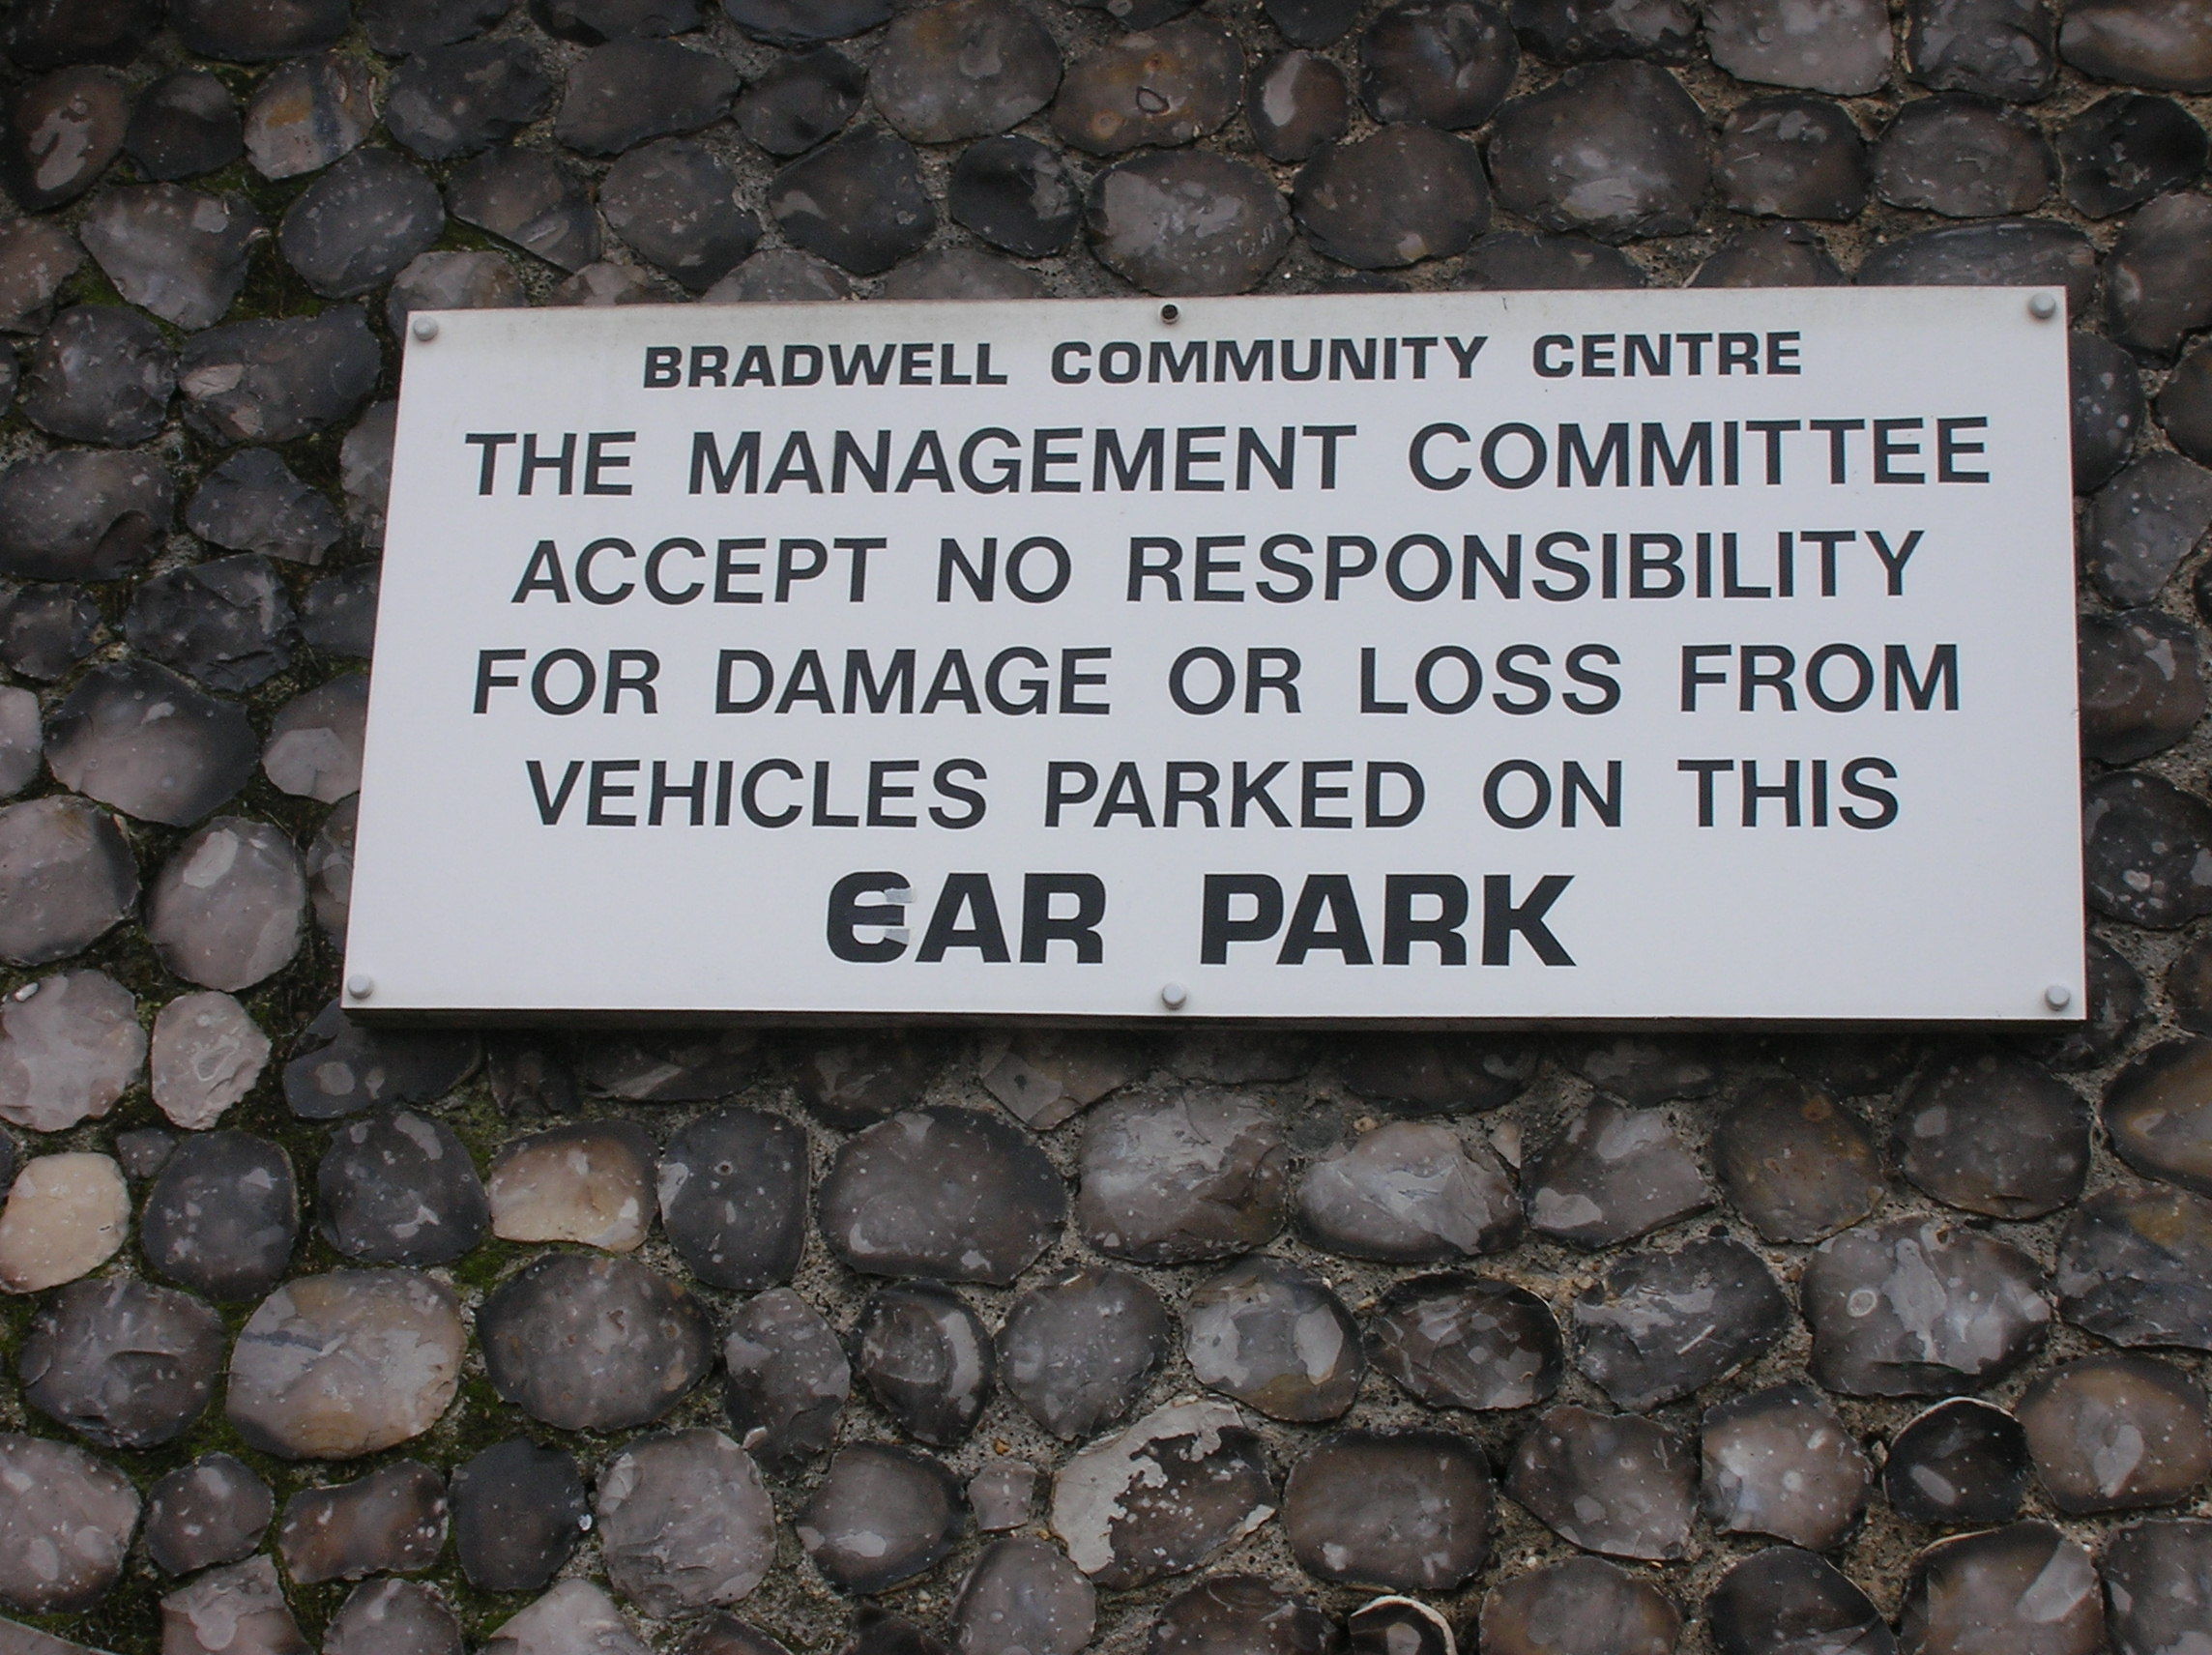 BRADWELL COMMUNITY CENTRE
THE MANAGEMENT COMMITTEE
ACCEPT NO RESPONSIBILITY
FOR DAMAGE OR LOSS FROM
VEHICLES PARKED ON THIS
CAR PARK